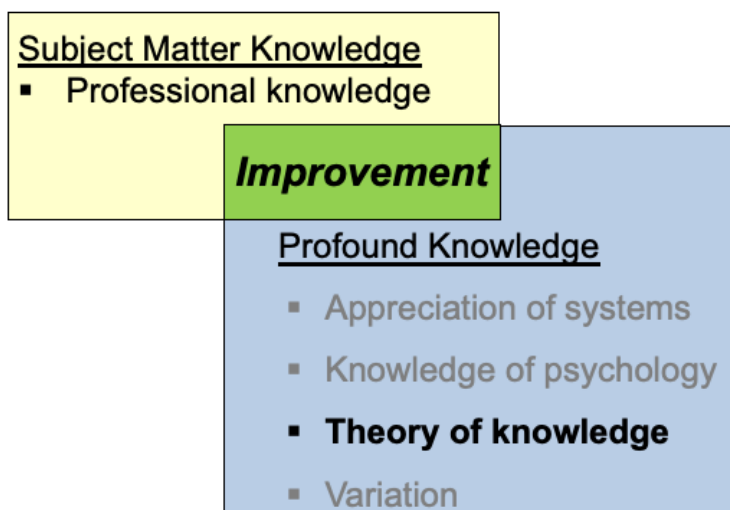 Subject Matter Knowledge
▪ Professional knowledge
Improvement
Profound Knowledge
▪ Appreciation of systems
▪ Knowledge of psychology
▪ Theory of knowledge
▪ Variation